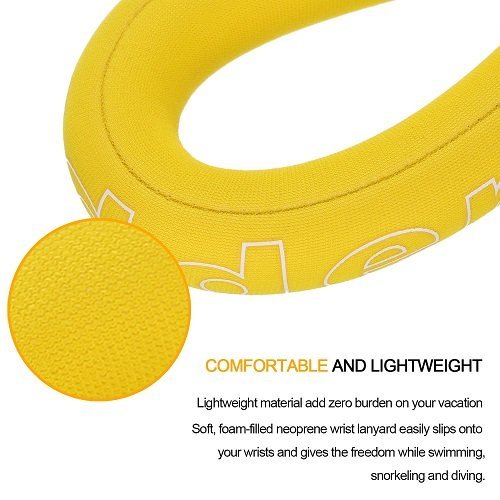 COMFORTABLE AND LIGHTWEIGHT
Lightweight material add zero burden on your vacation
Soft, foam-filled neoprene wrist lanyard easily slips onto
your wrists and gives the freedom while swimming,
snorkeling and diving.